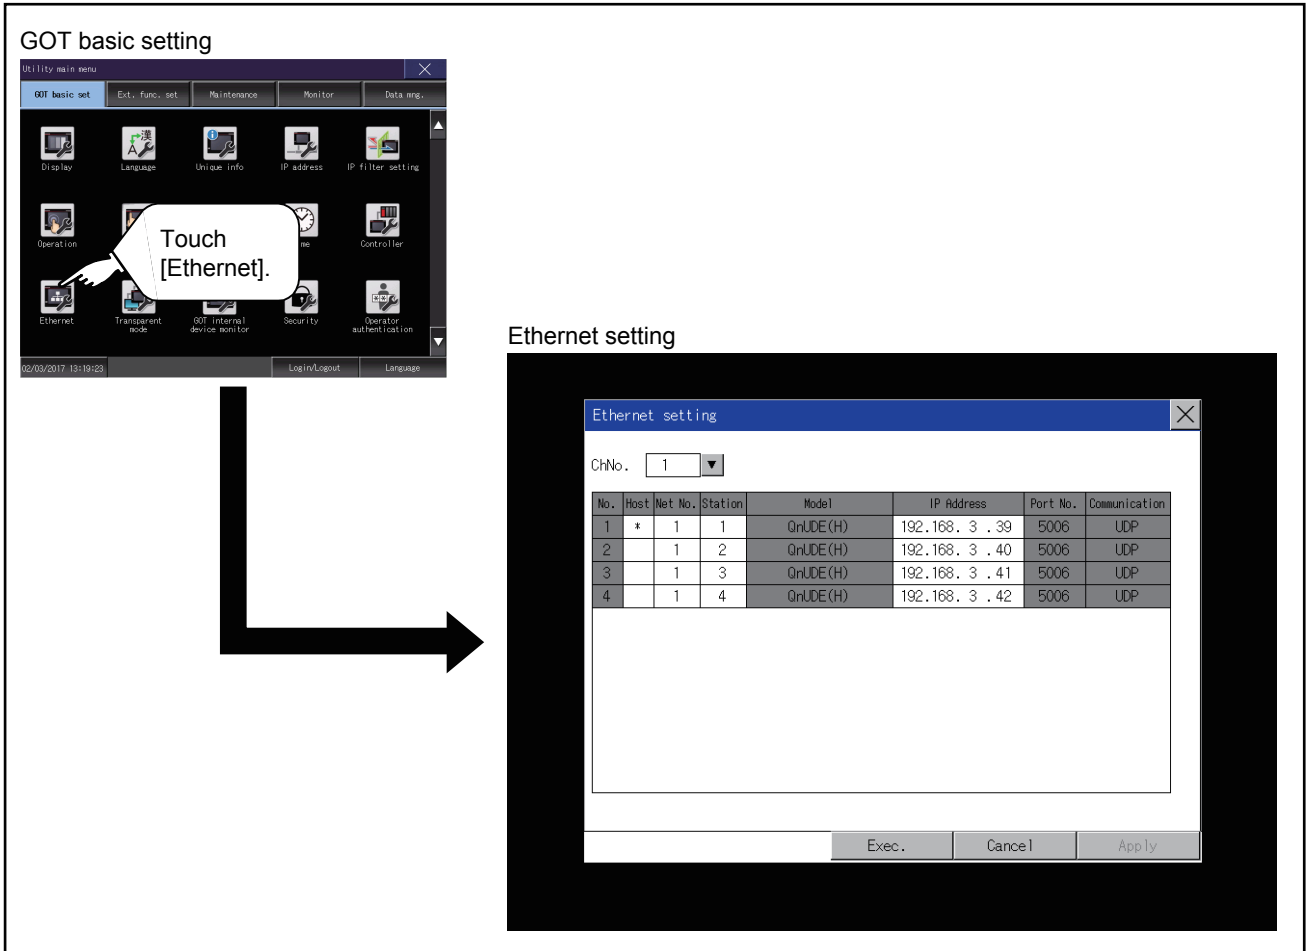 GOT basic setting
Utility main menu
GOT basic set Ext. func. set Maintenance Monitor Data mng.
Display Language Unique info IP address IP filter setting
漢
A
Operation me Controller
Touch
[Ethernet].
Ethernet Transparent mode GOT internal device monitor Security Operator authentication
02/03/2017 13:19:23 Login/Logout Language
Ethernet setting
Ethernet setting
ChNo. 1
No. Host Net No. Station Model IP Address Port No. Communication
1 * 1 1 QnUDE(H) 192.168. 3 .39 5006 UDP
2 1 2 QnUDE(H) 192.168. 3 .40 5006 UDP
3 1 3 QnUDE(H) 192.168. 3 .41 5006 UDP
4 1 4 QnUDE(H) 192.168. 3 .42 5006 UDP
Exec. Cancel Apply